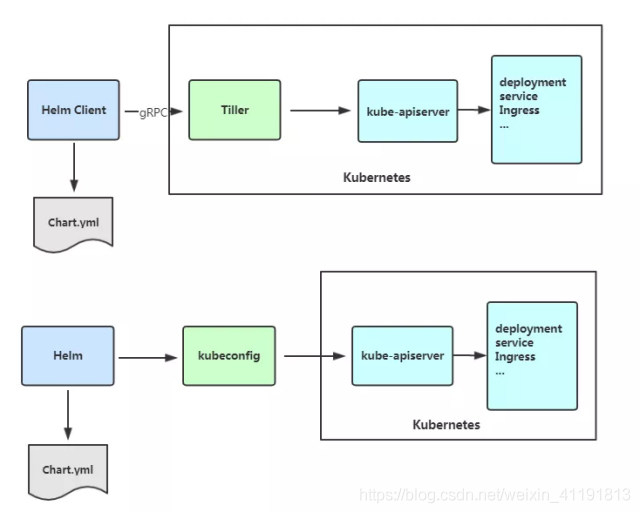 Helm Client
gRPC
Tiller
kube-apiserver
deployment
service
Ingress
...
Kubernetes
Chart.yml
Helm
kubeconfig
kube-apiserver
deployment
service
Ingress
...
Kubernetes
Chart.yml
https://blog.csdn.net/weixin_41191813